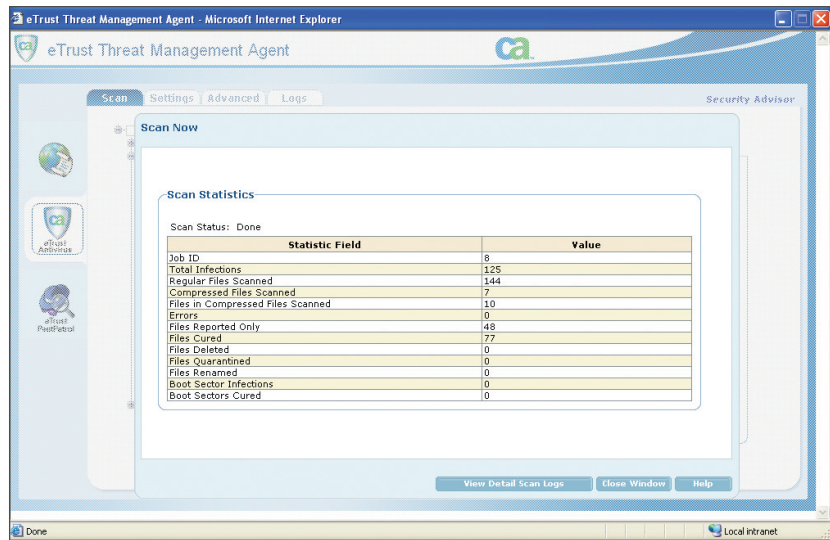 eTrust Threat Management Agent - Microsoft Internet Explorer
ca
eTrust Threat Management Agent
ca
Scan Settings Advanced Logs
Security Advisor
Scan Now
Scan Statistics
Scan Status: Done
Statistic Field Value
Job ID 8
Total Infections 125
Regular Files Scanned 144
Compressed Files Scanned 7
Files in Compressed Files Scanned 10
Errors 0
Files Reported Only 48
Files Cured 77
Files Deleted 0
Files Quarantined 0
Files Renamed 0
Boot Sector Infections 0
Boot Sectors Cured 0
ca
eTrust
Antivirus
eTrust
PestPatrol
View Detail Scan Logs Close Window Help
Done Local intranet